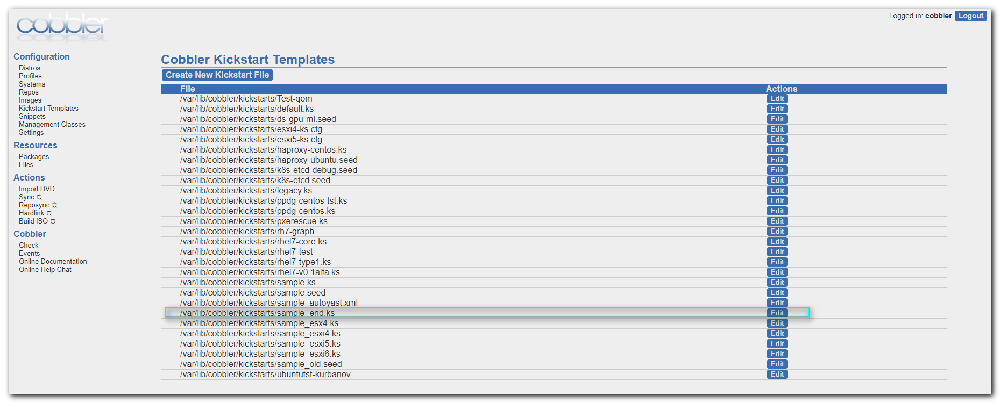 cobbler
Logged in: cobbler Logout
Configuration
Distros
Profiles
Systems
Repos
Images
Kickstart Templates
Snippets
Management Classes
Settings
Resources
Packages
Files
Actions
Import DVD
Sync ☼
Reposync ☼
Hardlink ☼
Build ISO ☼
Cobbler
Check
Events
Online Documentation
Online Help Chat
Cobbler Kickstart Templates
Create New Kickstart File
File Actions
/var/lib/cobbler/kickstarts/Test-qom Edit
/var/lib/cobbler/kickstarts/default.ks Edit
/var/lib/cobbler/kickstarts/ds-gpu-ml.seed Edit
/var/lib/cobbler/kickstarts/esxi4-ks.cfg Edit
/var/lib/cobbler/kickstarts/esxi5-ks.cfg Edit
/var/lib/cobbler/kickstarts/haproxy-centos.ks Edit
/var/lib/cobbler/kickstarts/haproxy-ubuntu.seed Edit
/var/lib/cobbler/kickstarts/k8s-etcd-debug.seed Edit
/var/lib/cobbler/kickstarts/k8s-etcd.seed Edit
/var/lib/cobbler/kickstarts/legacy.ks Edit
/var/lib/cobbler/kickstarts/ppdg-centos-tst.ks Edit
/var/lib/cobbler/kickstarts/ppdg-centos.ks Edit
/var/lib/cobbler/kickstarts/pxerescue.ks Edit
/var/lib/cobbler/kickstarts/rh7-graph Edit
/var/lib/cobbler/kickstarts/rhel7-core.ks Edit
/var/lib/cobbler/kickstarts/rhel7-test Edit
/var/lib/cobbler/kickstarts/rhel7-type1.ks Edit
/var/lib/cobbler/kickstarts/rhel7-v0.1alfa.ks Edit
/var/lib/cobbler/kickstarts/sample.ks Edit
/var/lib/cobbler/kickstarts/sample.seed Edit
/var/lib/cobbler/kickstarts/sample_autoyast.xml Edit
/var/lib/cobbler/kickstarts/sample_end.ks Edit
/var/lib/cobbler/kickstarts/sample_esx4.ks Edit
/var/lib/cobbler/kickstarts/sample_esxi4.ks Edit
/var/lib/cobbler/kickstarts/sample_esxi5.ks Edit
/var/lib/cobbler/kickstarts/sample_esxi6.ks Edit
/var/lib/cobbler/kickstarts/sample_old.seed Edit
/var/lib/cobbler/kickstarts/ubuntutst-kurbanov Edit